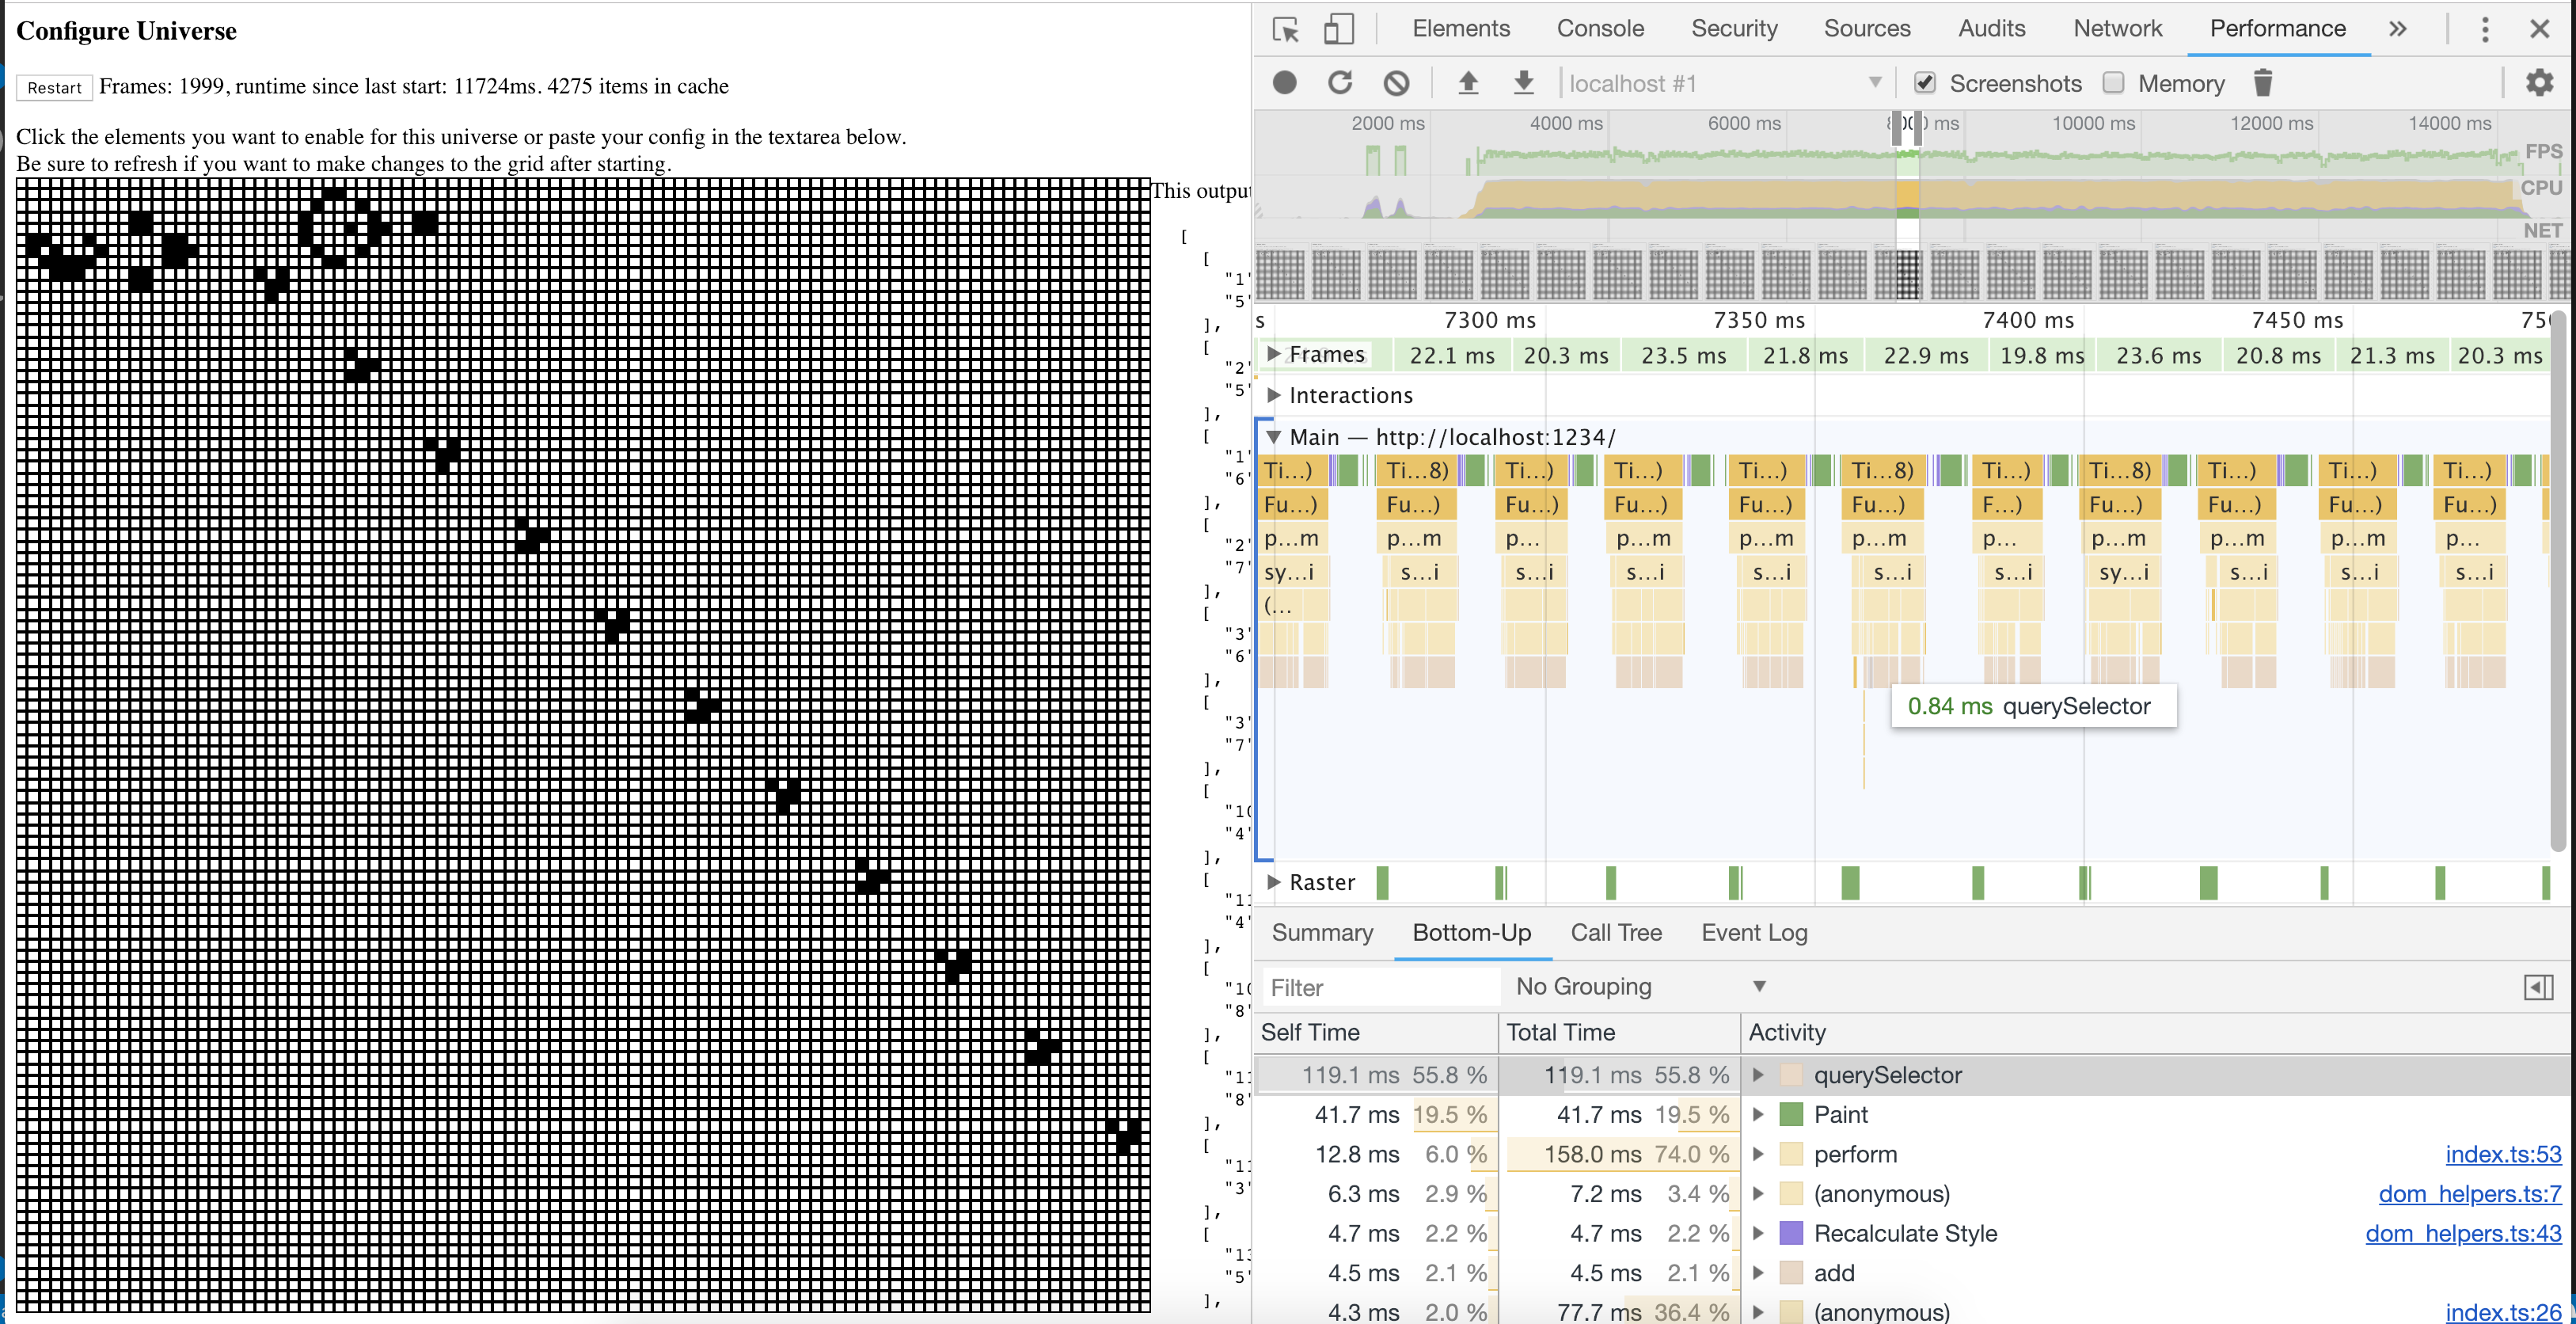 Configure Universe
Restart Frames: 1999, runtime since last start: 11724ms. 4275 items in cache
Click the elements you want to enable for this universe or paste your config in the textarea below.
Be sure to refresh if you want to make changes to the grid after starting.
This output
[
[
"1"
"5"
],
[
"2"
"5"
],
[
"1"
"6"
],
[
"2"
"7"
],
[
"3"
"6"
],
[
"3"
"7"
],
[
"10
"4"
],
[
"11
"4"
],
[
"10
"8"
],
[
"11
"8"
],
[
"11
"3"
],
[
"13
"5"
],
Elements Console Security Sources Audits Network Performance
localhost #1 Screenshots Memory
2000 ms 4000 ms 6000 ms 8000 ms 10000 ms 12000 ms 14000 ms
FPS
CPU
NET
s 7300 ms 7350 ms 7400 ms 7450 ms 750
Frames 22.1 ms 20.3 ms 23.5 ms 21.8 ms 22.9 ms 19.8 ms 23.6 ms 20.8 ms 21.3 ms 20.3 ms
Interactions
Main — http://localhost:1234/
Ti...) Ti...8) Ti...) Ti...) Ti...) Ti...8) Ti...) Ti...8) Ti...) Ti...) Ti...)
Fu...) Fu...) Fu...) Fu...) Fu...) Fu...) F...) Fu...) Fu...) Fu...) Fu...)
p...m p...m p... p...m p...m p...m p... p...m p...m p...m p...
sy...i s...i s...i s...i s...i s...i s...i sy...i s...i s...i s...i
(...
0.84 ms querySelector
Raster
Summary Bottom-Up Call Tree Event Log
Filter No Grouping
Self Time Total Time Activity
119.1 ms 55.8 % 119.1 ms 55.8 % querySelector
41.7 ms 19.5 % 41.7 ms 19.5 % Paint
12.8 ms 6.0 % 158.0 ms 74.0 % perform index.ts:53
6.3 ms 2.9 % 7.2 ms 3.4 % (anonymous) dom_helpers.ts:7
4.7 ms 2.2 % 4.7 ms 2.2 % Recalculate Style dom_helpers.ts:43
4.5 ms 2.1 % 4.5 ms 2.1 % add
4.3 ms 2.0 % 77.7 ms 36.4 % (anonymous) index.ts:26